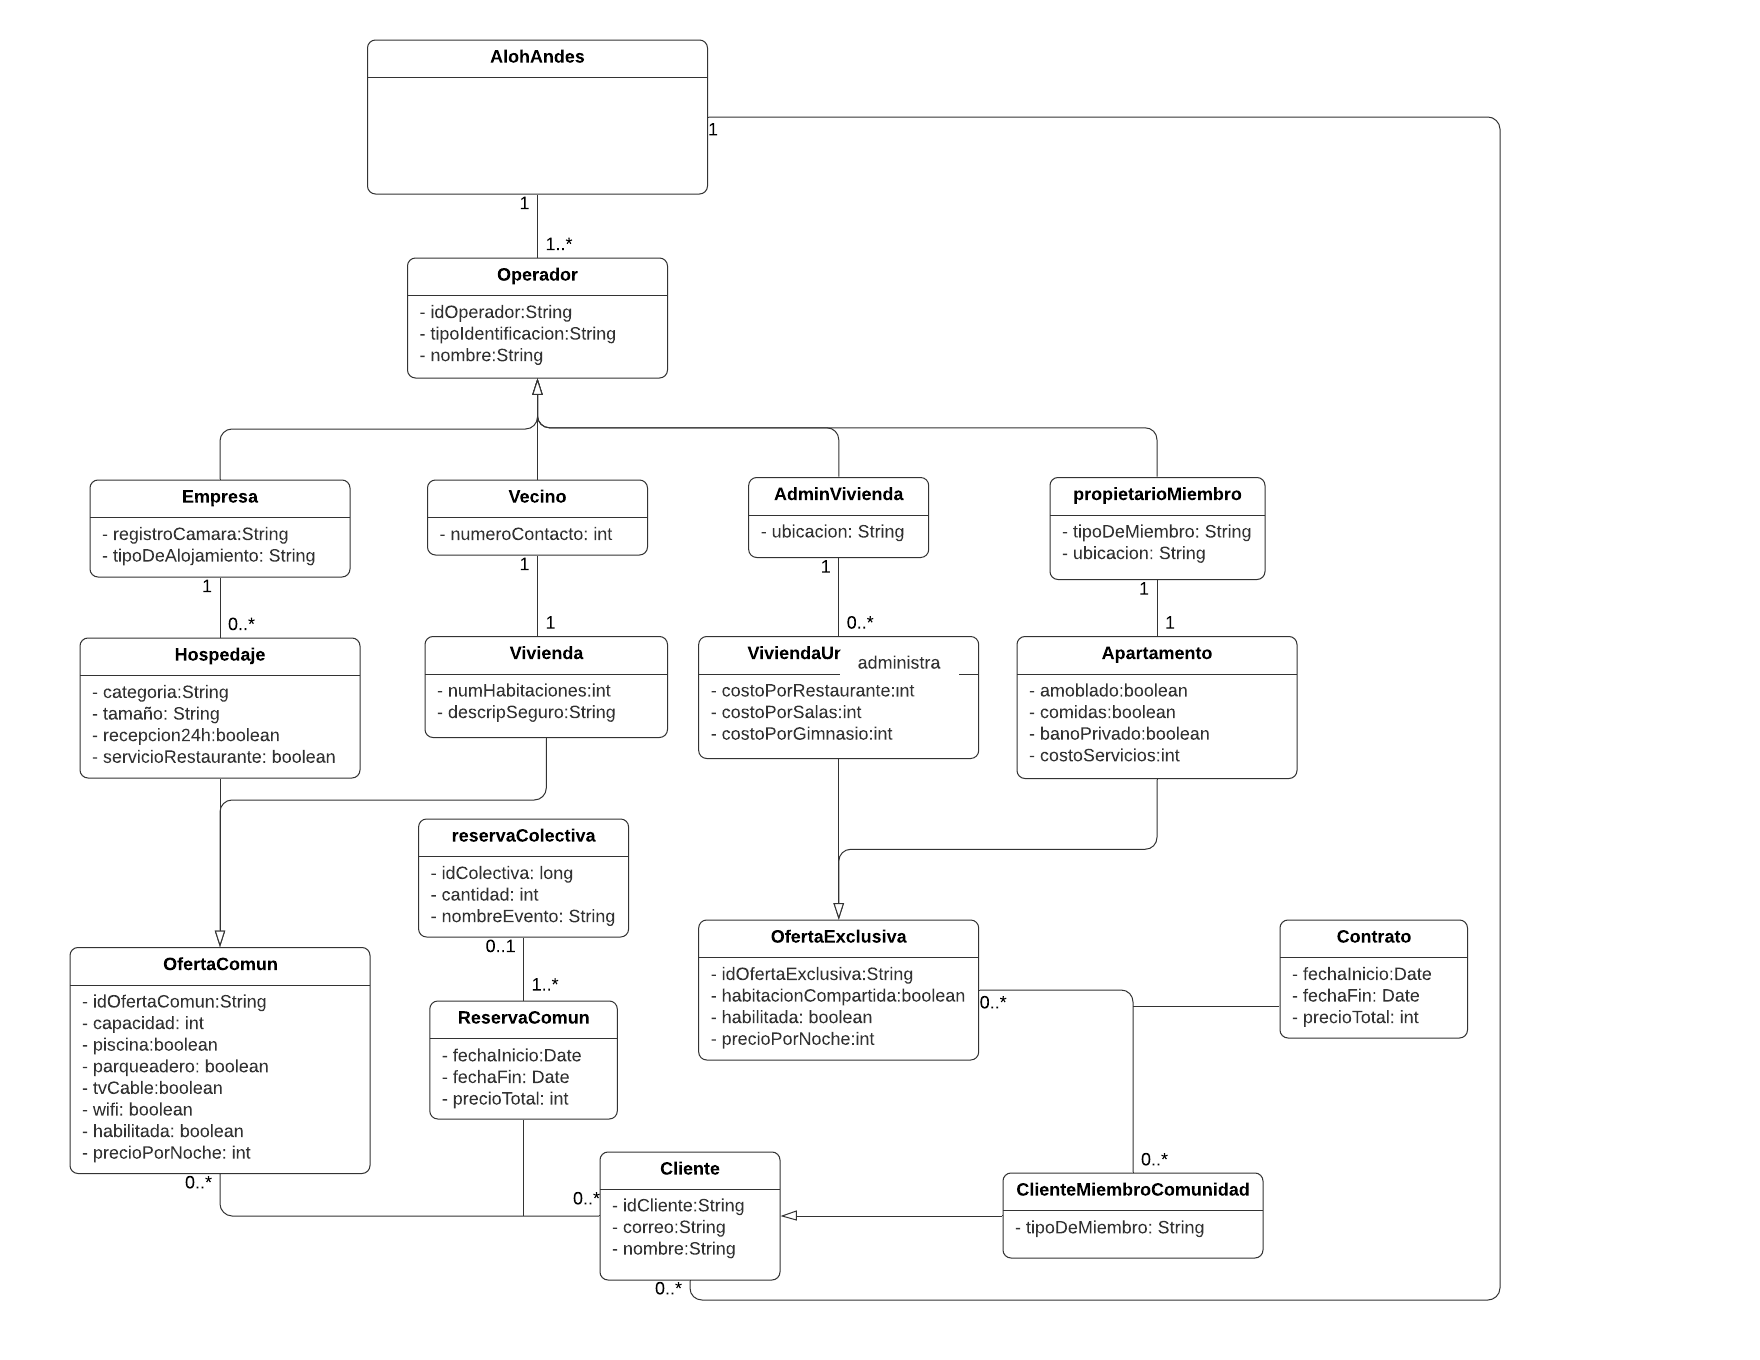 AlohAndes
1
1
1..*
Operador
- idOperador:String
- tipoIdentificacion:String
- nombre:String
Empresa
- registroCamara:String
- tipoDeAlojamiento: String
Vecino
- numeroContacto: int
AdminVivienda
- ubicacion: String
propietarioMiembro
- tipoDeMiembro: String
- ubicacion: String
1
0..*
1
1
1
0..*
1
1
Hospedaje
- categoria:String
- tamaño: String
- recepcion24h:boolean
- servicioRestaurante: boolean
Vivienda
- numHabitaciones:int
- descripSeguro:String
administra
- costoPorRestaurante:int
- costoPorSalas:int
- costoPorGimnasio:int
Apartamento
- amoblado:boolean
- comidas:boolean
- banoPrivado:boolean
- costoServicios:int
reservaColectiva
- idColectiva: long
- cantidad: int
- nombreEvento: String
0..1
1..*
OfertaComun
- idOfertaComun:String
- capacidad: int
- piscina:boolean
- parqueadero: boolean
- tvCable:boolean
- wifi: boolean
- habilitada: boolean
- precioPorNoche: int
0..*
ReservaComun
- fechaInicio:Date
- fechaFin: Date
- precioTotal: int
OfertaExclusiva
- idOfertaExclusiva:String
- habitacionCompartida:boolean
- habilitada: boolean
- precioPorNoche:int
0..*
Contrato
- fechaInicio:Date
- fechaFin: Date
- precioTotal: int
0..*
Cliente
- idCliente:String
- correo:String
- nombre:String
0..*
0..*
ClienteMiembroComunidad
- tipoDeMiembro: String